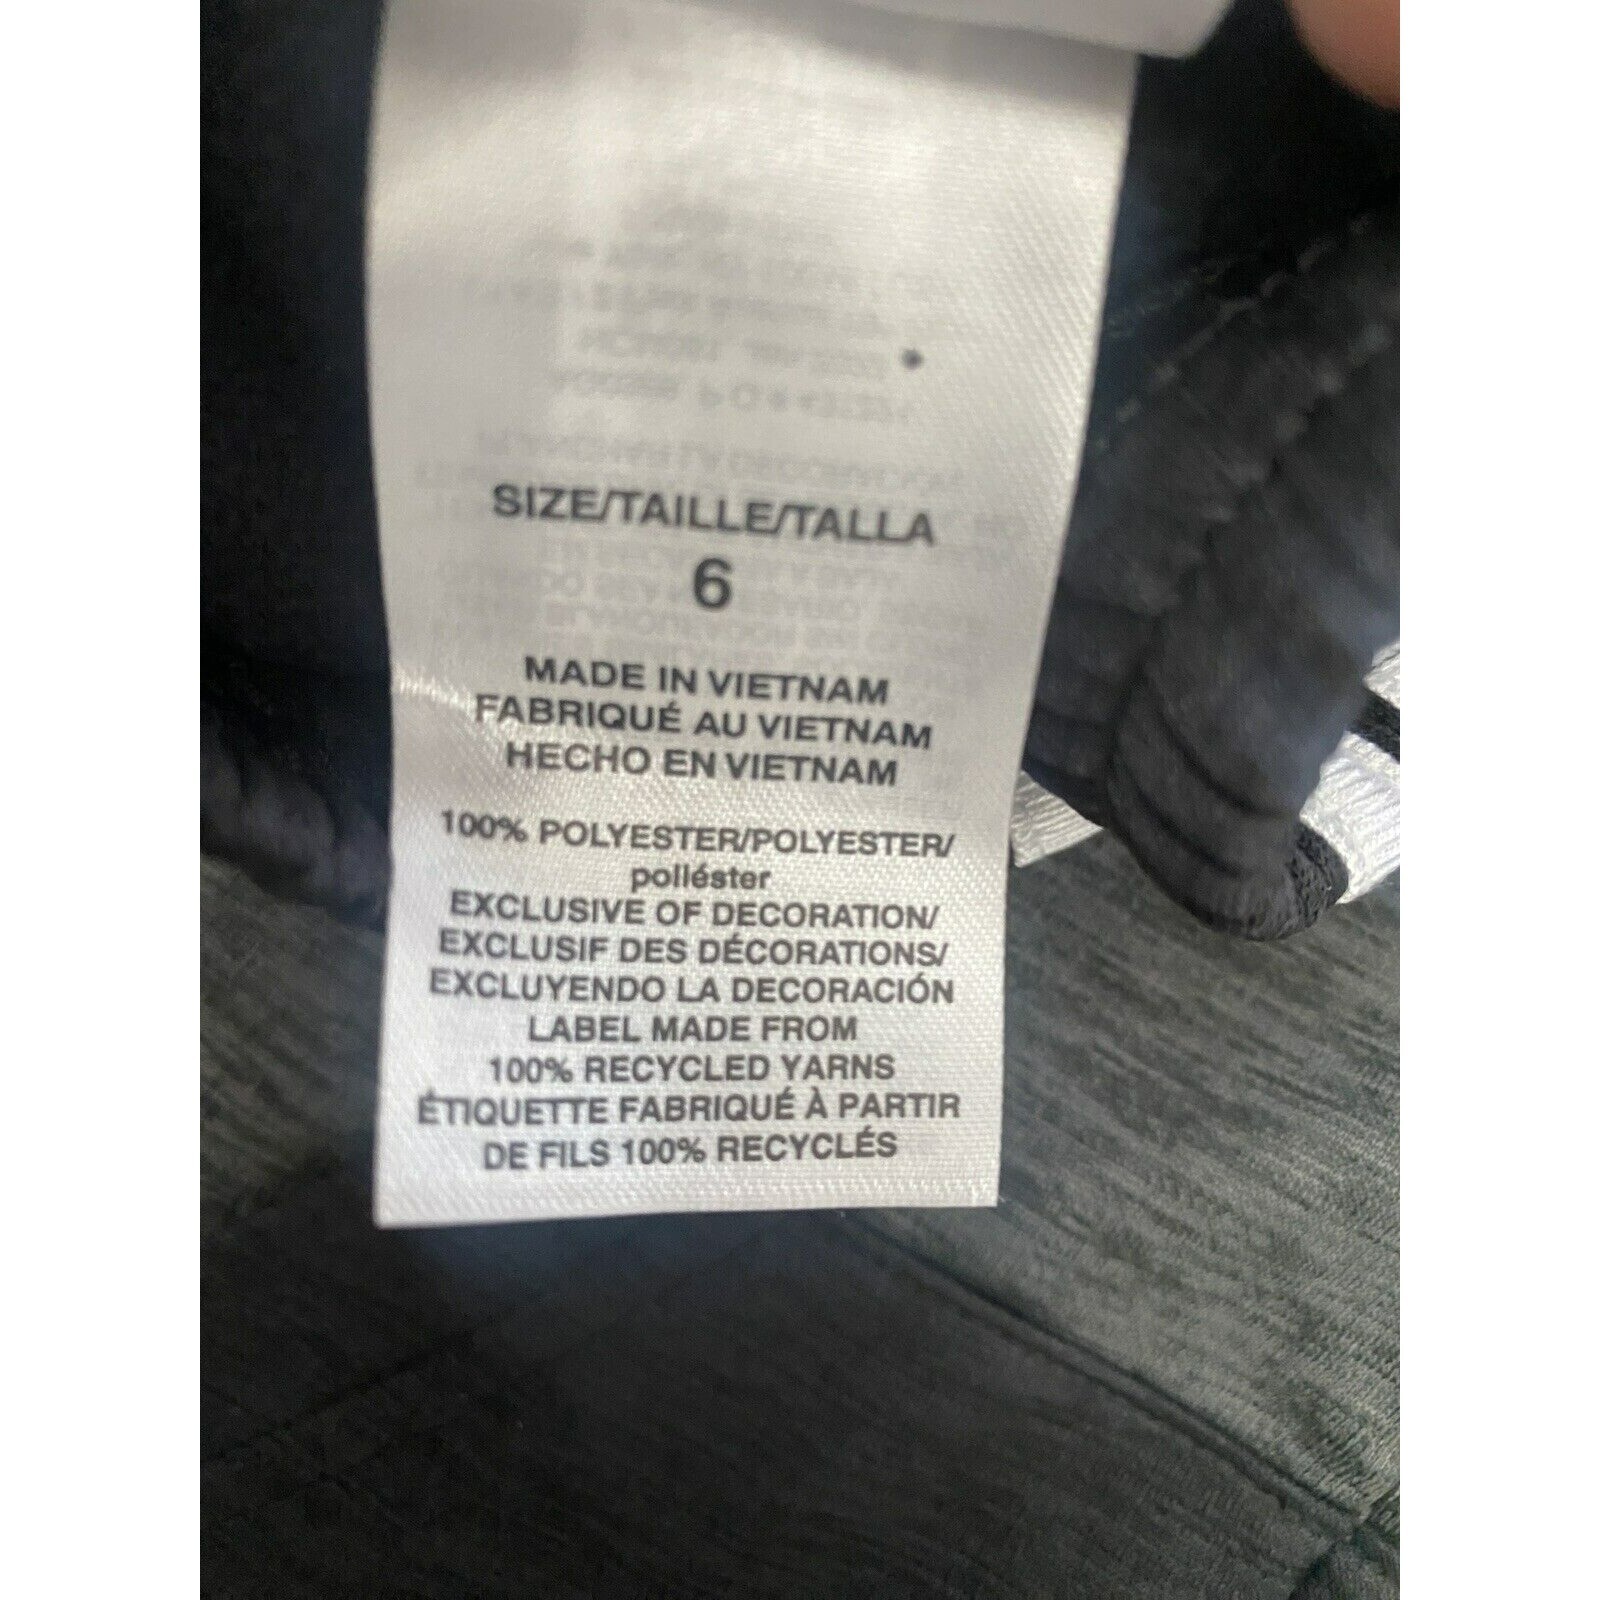 SIZE/TAILLE/TALLA
6
MADE IN VIETNAM
FABRIQUÉ AU VIETNAM
HECHO EN VIETNAM
100% POLYESTER/POLYESTER/
poliéster
EXCLUSIVE OF DECORATION/
EXCLUSIF DES DÉCORATIONS/
EXCLUYENDO LA DECORACIÓN
LABEL MADE FROM
100% RECYCLED YARNS
ÉTIQUETTE FABRIQUÉ À PARTIR
DE FILS 100% RECYCLÉS